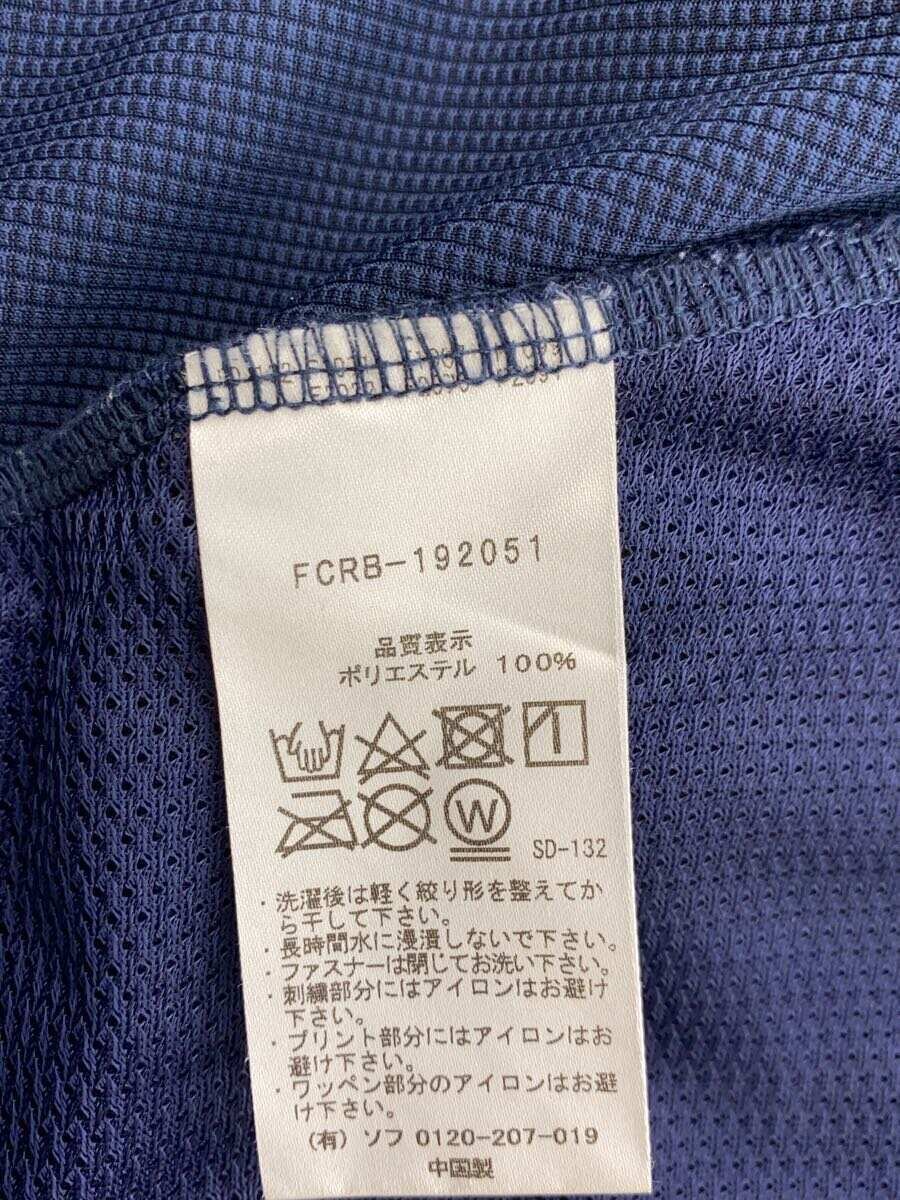 FCRB-192051
品質表示
ポリエステル 100%
W
SD-132
・洗濯後は軽く絞り形を整えてか
ら干して下さい。
・長時間水に浸漬しないで下さい。
・ファスナーは閉じてお洗い下さい。
・刺繍部分にはアイロンはお避け
下さい。
・プリント部分にはアイロンはお
避け下さい。
・ワッペン部分のアイロンはお避
け下さい。
(有) ソフ 0120-207-019
中国製